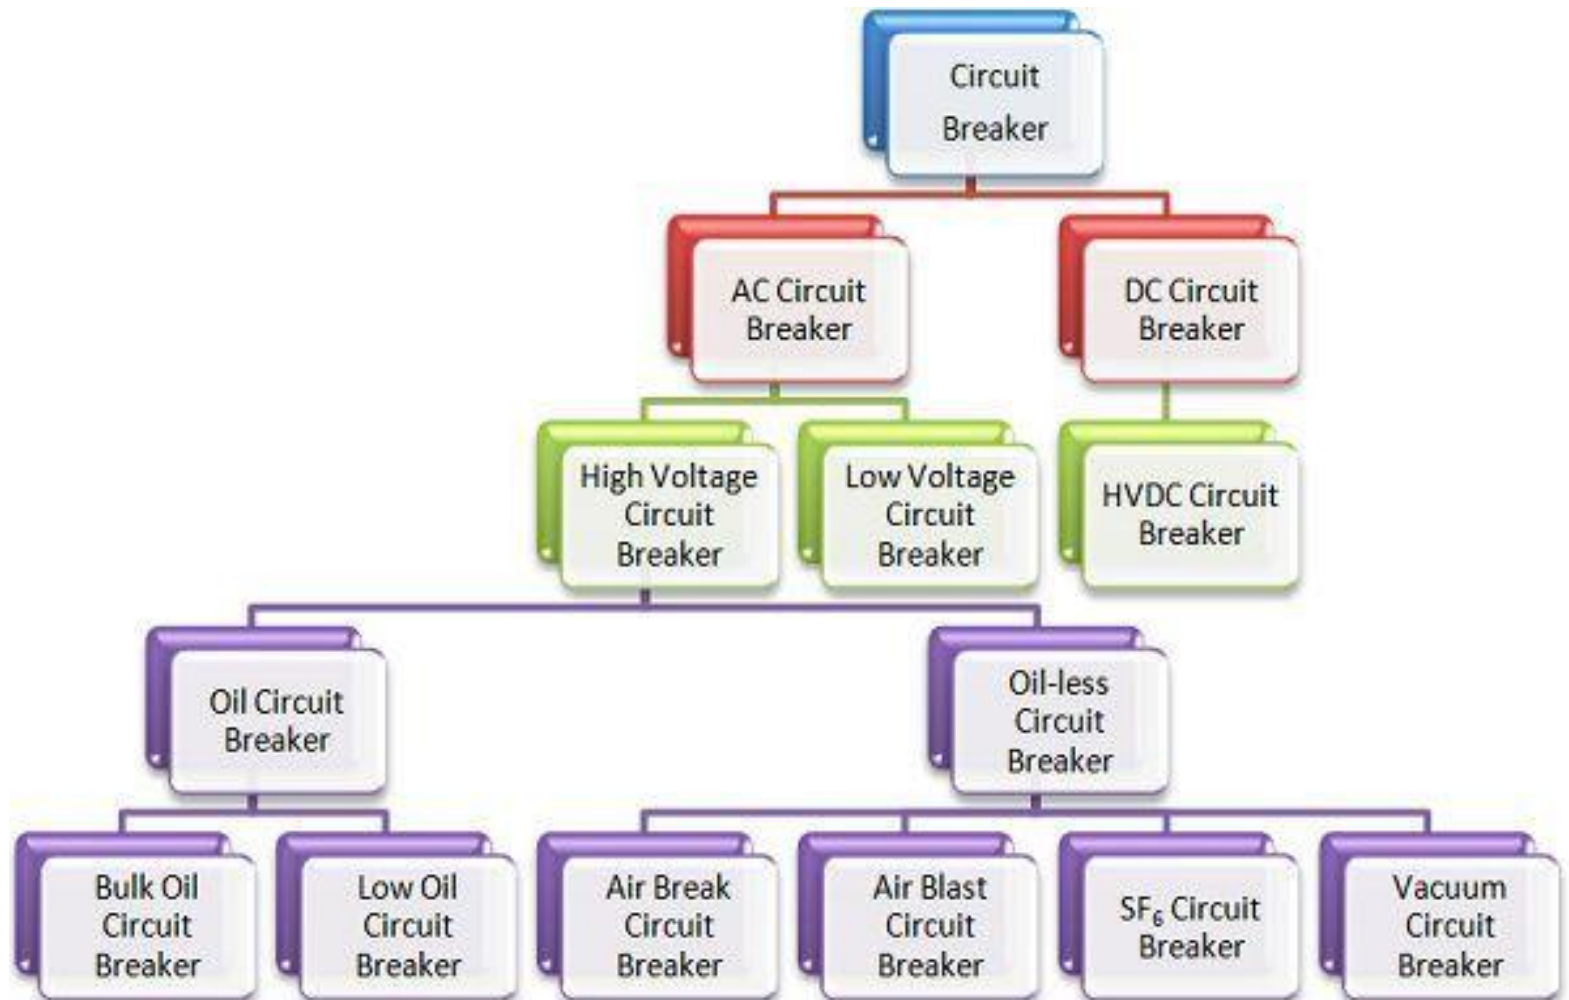 Circuit
Breaker
AC Circuit
Breaker
DC Circuit
Breaker
High Voltage
Circuit
Breaker
Low Voltage
Circuit
Breaker
HVDC Circuit
Breaker
Oil Circuit
Breaker
Oil-less
Circuit
Breaker
Bulk Oil
Circuit
Breaker
Low Oil
Circuit
Breaker
Air Break
Circuit
Breaker
Air Blast
Circuit
Breaker
SF₆ Circuit
Breaker
Vacuum
Circuit
Breaker